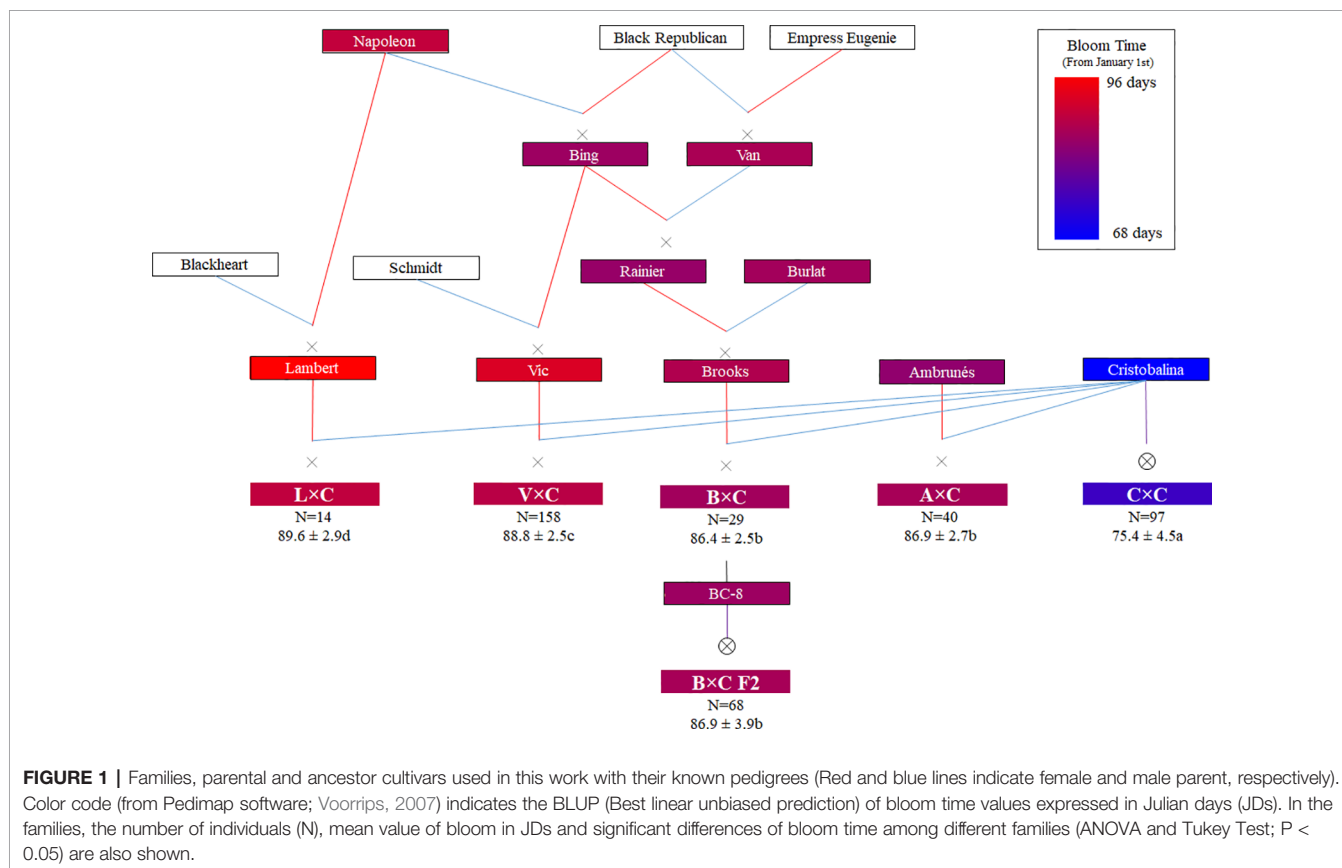 Napoleon
Black Republican
Empress Eugenie
Bloom Time
(From January 1st)
96 days
68 days
×
×
Bing
Van
×
Blackheart
Schmidt
Rainier
Burlat
×
×
×
Lambert
Vic
Brooks
Ambrunés
Cristobalina
×
×
×
×
⊗
L×C
V×C
B×C
A×C
C×C
N=14
N=158
N=29
N=40
N=97
89.6 ± 2.9d
88.8 ± 2.5c
86.4 ± 2.5b
86.9 ± 2.7b
75.4 ± 4.5a
BC-8
⊗
B×C F2
N=68
86.9 ± 3.9b
FIGURE 1 | Families, parental and ancestor cultivars used in this work with their known pedigrees (Red and blue lines indicate female and male parent, respectively).
Color code (from Pedimap software; Voorrips, 2007) indicates the BLUP (Best linear unbiased prediction) of bloom time values expressed in Julian days (JDs). In the
families, the number of individuals (N), mean value of bloom in JDs and significant differences of bloom time among different families (ANOVA and Tukey Test; P <
0.05) are also shown.